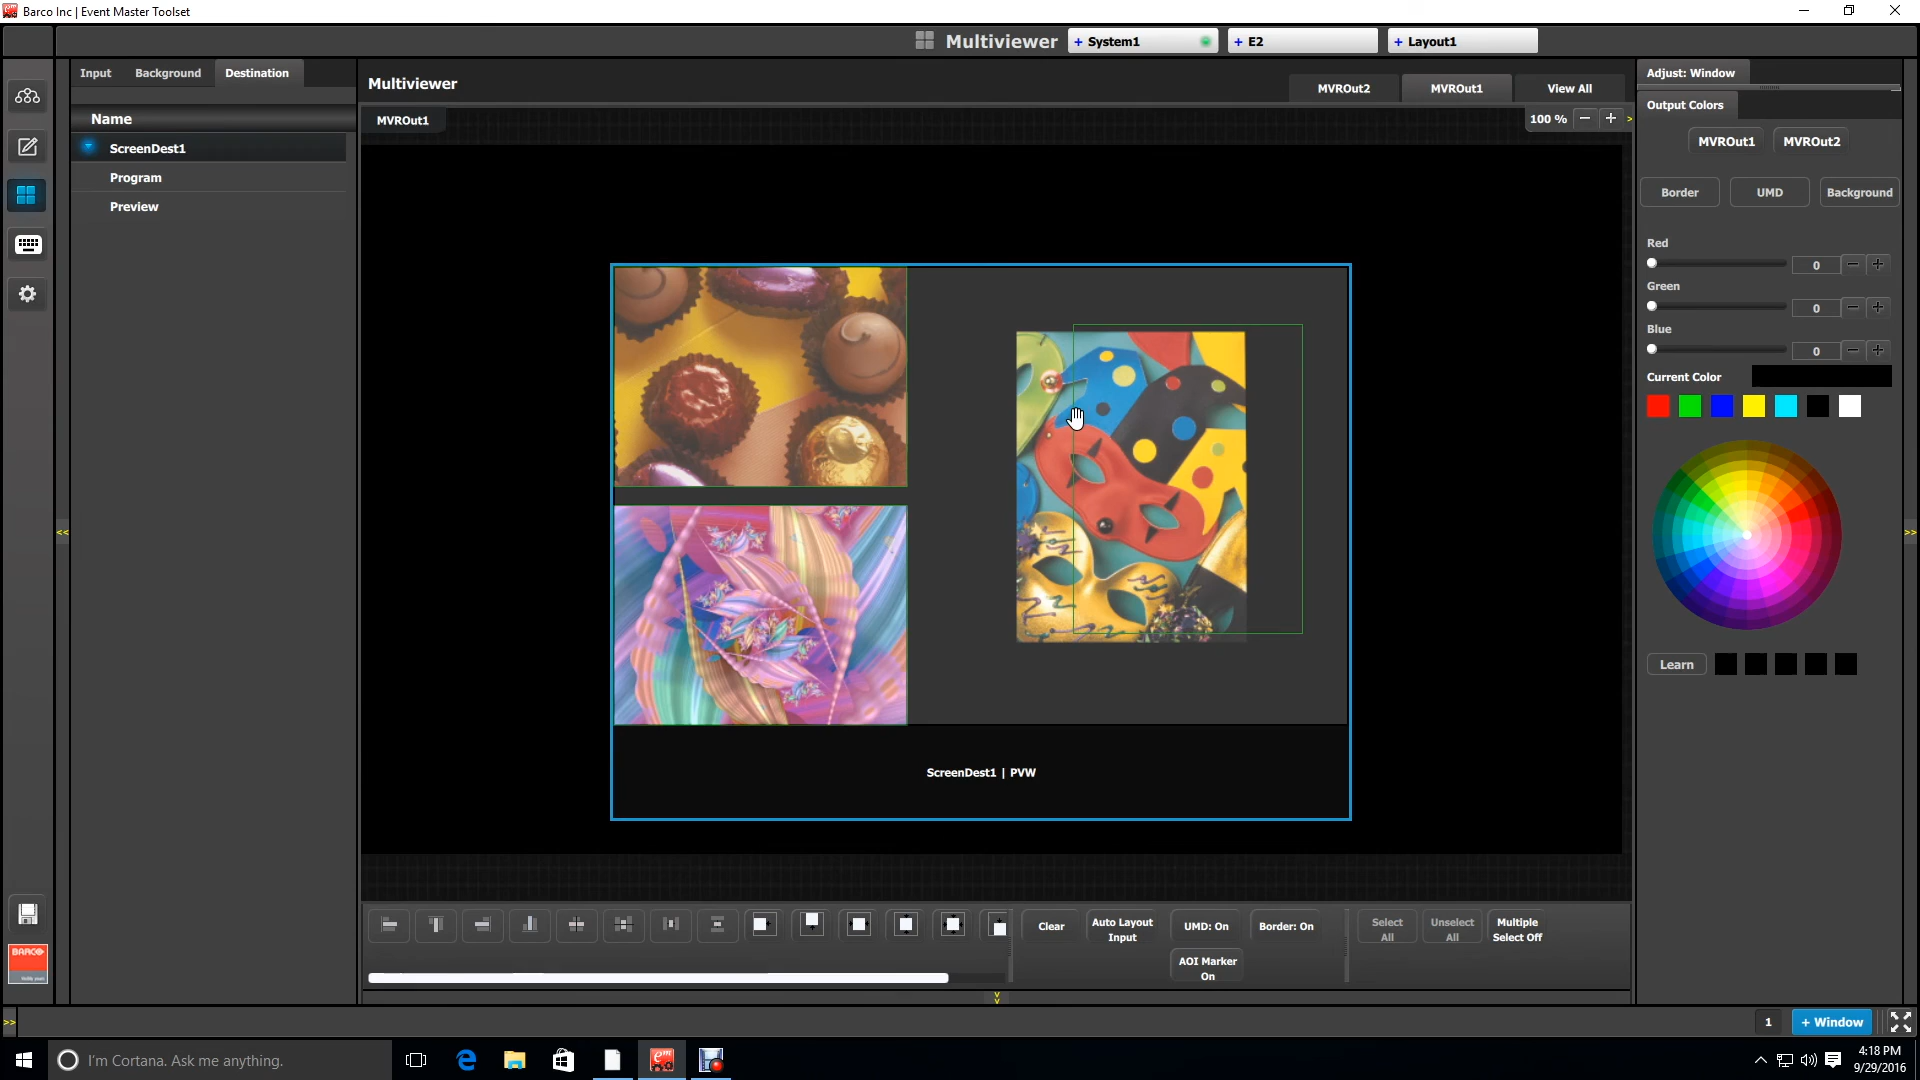 Barco Inc | Event Master Toolset
Multiviewer
+ System1
+ E2
+ Layout1
Input
Background
Destination
Name
ScreenDest1
Program
Preview
Multiviewer
MVROut2
MVROut1
View All
MVROut1
100 %
>
ScreenDest1 | PVW
Adjust: Window
Output Colors
MVROut1
MVROut2
Border
UMD
Background
Red
0
Green
0
Blue
0
Current Color
Learn
<<
>>
Clear
Auto Layout
Input
UMD: On
Border: On
AOI Marker
On
Select
All
Unselect
All
Multiple
Select Off
BARCO
>>
1
+ Window
I'm Cortana. Ask me anything.
em
4:18 PM
9/29/2016